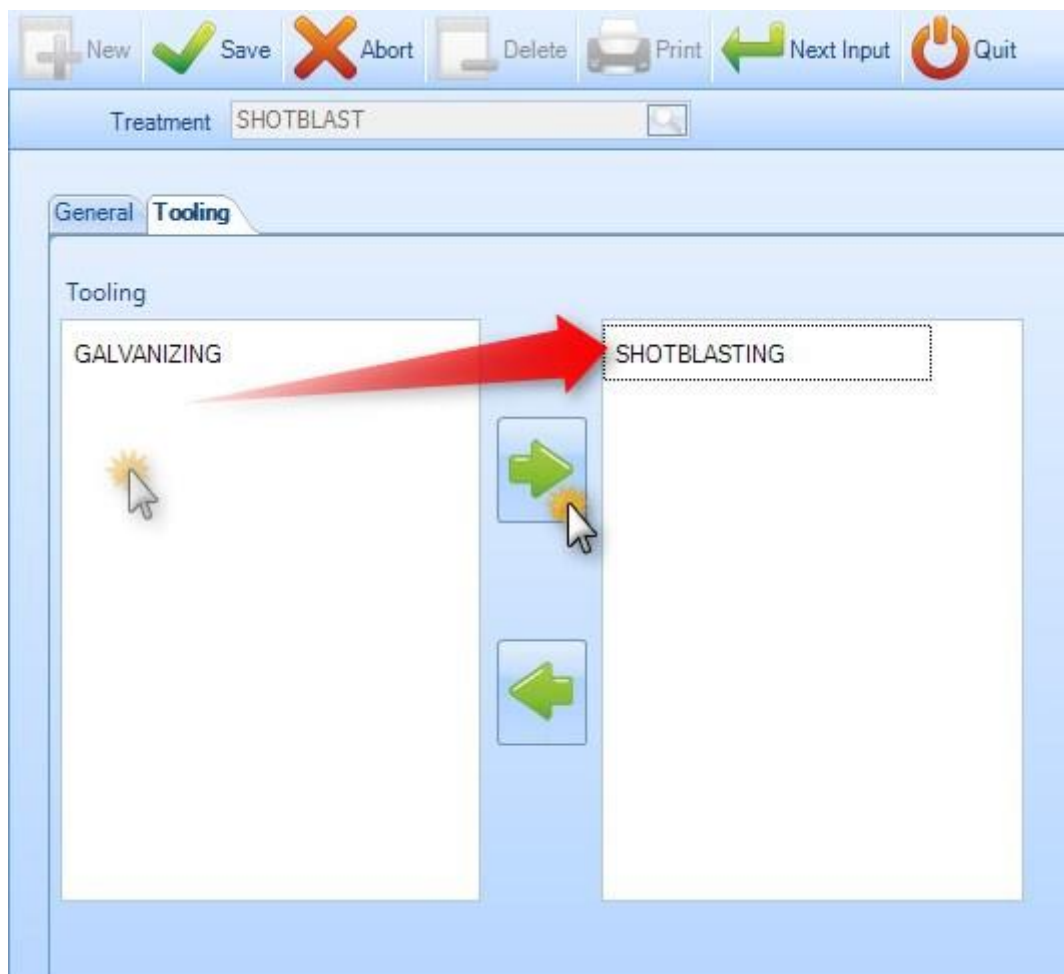 New Save Abort Delete Print Next Input Quit
Treatment SHOTBLAST
General Tooling
Tooling
GALVANIZING SHOTBLASTING